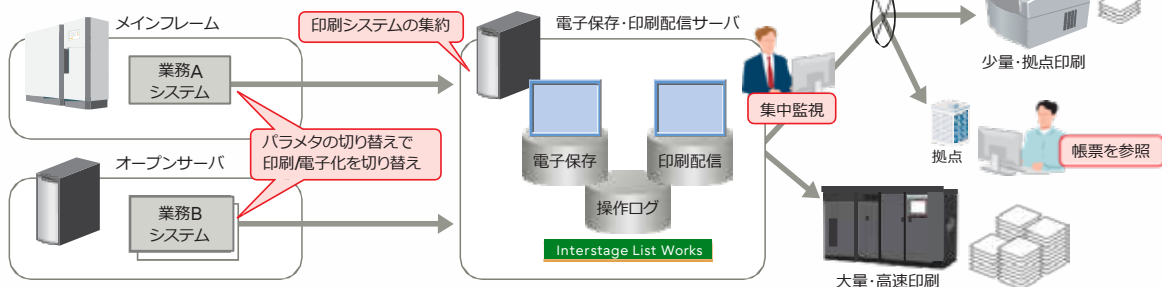 メインフレーム
業務A
システム
印刷システムの集約
パラメタの切り替えで
印刷/電子化を切り替え
オープンサーバ
業務B
システム
電子保存・印刷配信サーバ
電子保存
印刷配信
操作ログ
Interstage List Works
集中監視
少量・拠点印刷
拠点
帳票を参照
大量・高速印刷